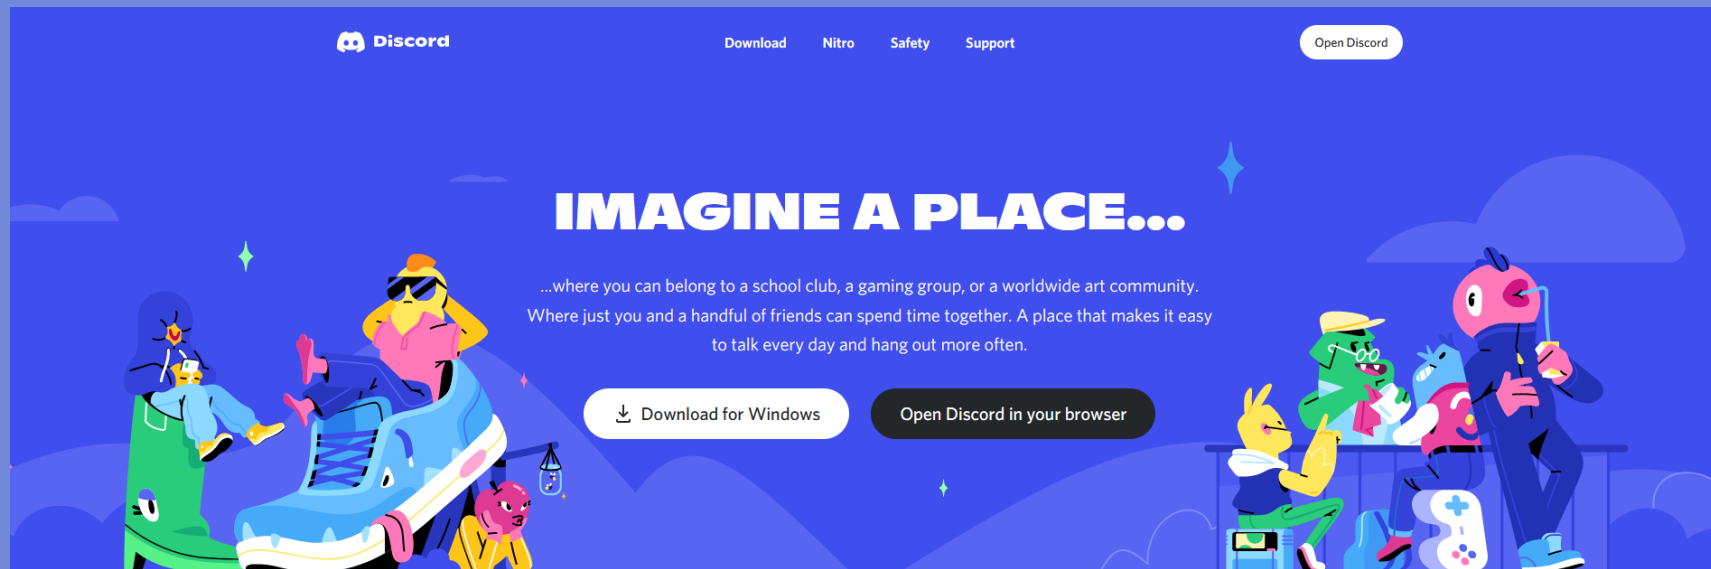 Discord
Download
Nitro
Safety
Support
Open Discord
IMAGINE A PLACE...
...where you can belong to a school club, a gaming group, or a worldwide art community.
Where just you and a handful of friends can spend time together. A place that makes it easy
to talk every day and hang out more often.
Download for Windows
Open Discord in your browser